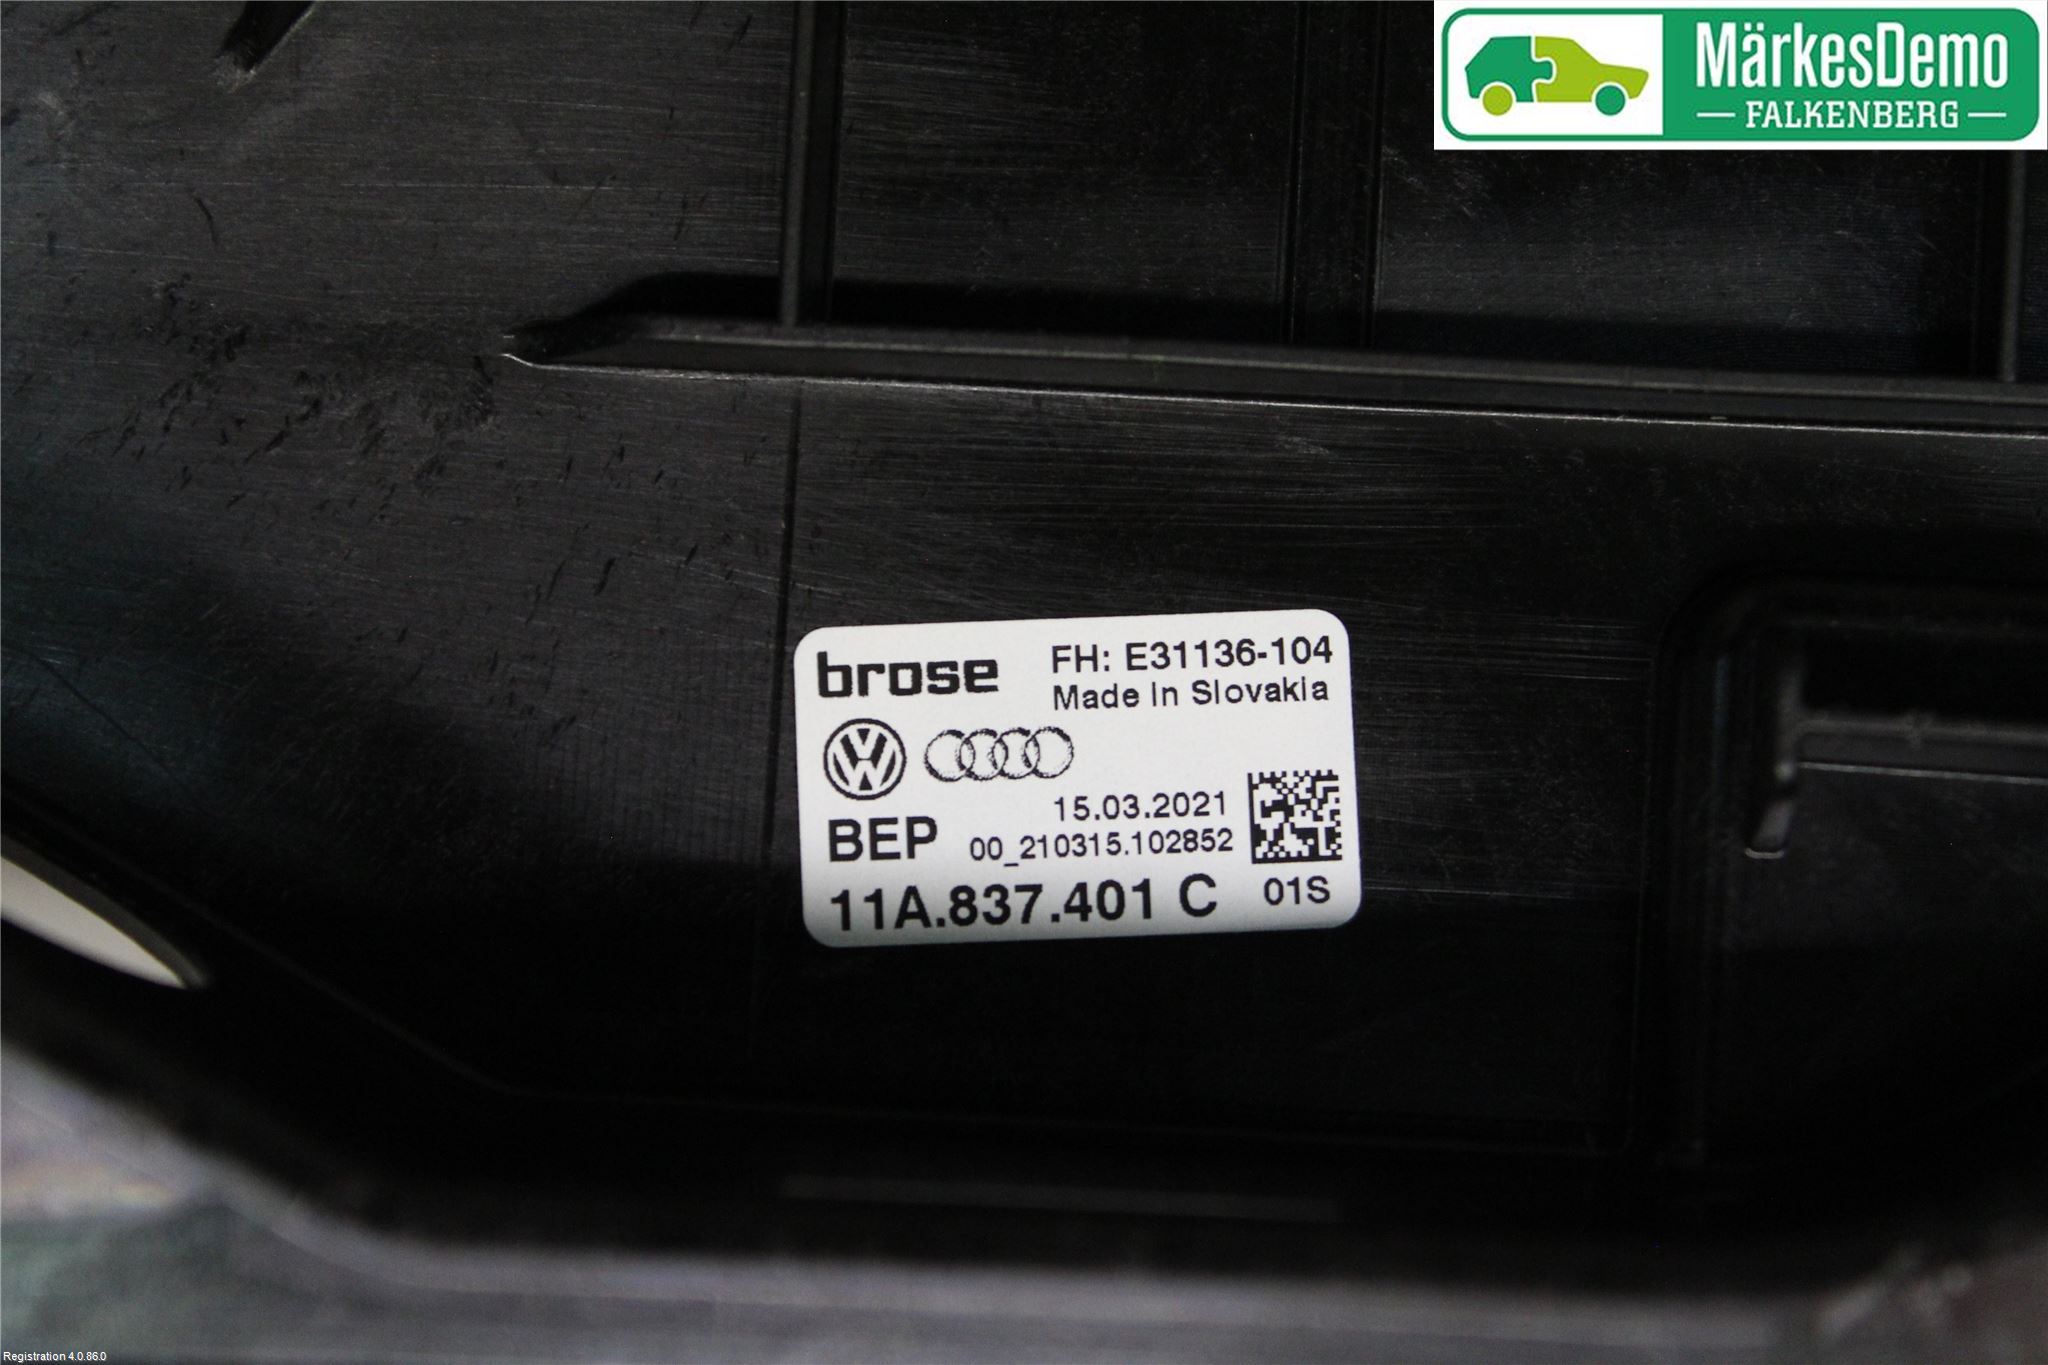 MärkesDemo
FALKENBERG
brose
FH: E31136-104
Made in Slovakia
15.03.2021
BEP
00_210315.102852
11A.837.401 C
01S
Registration 4.0.86.0